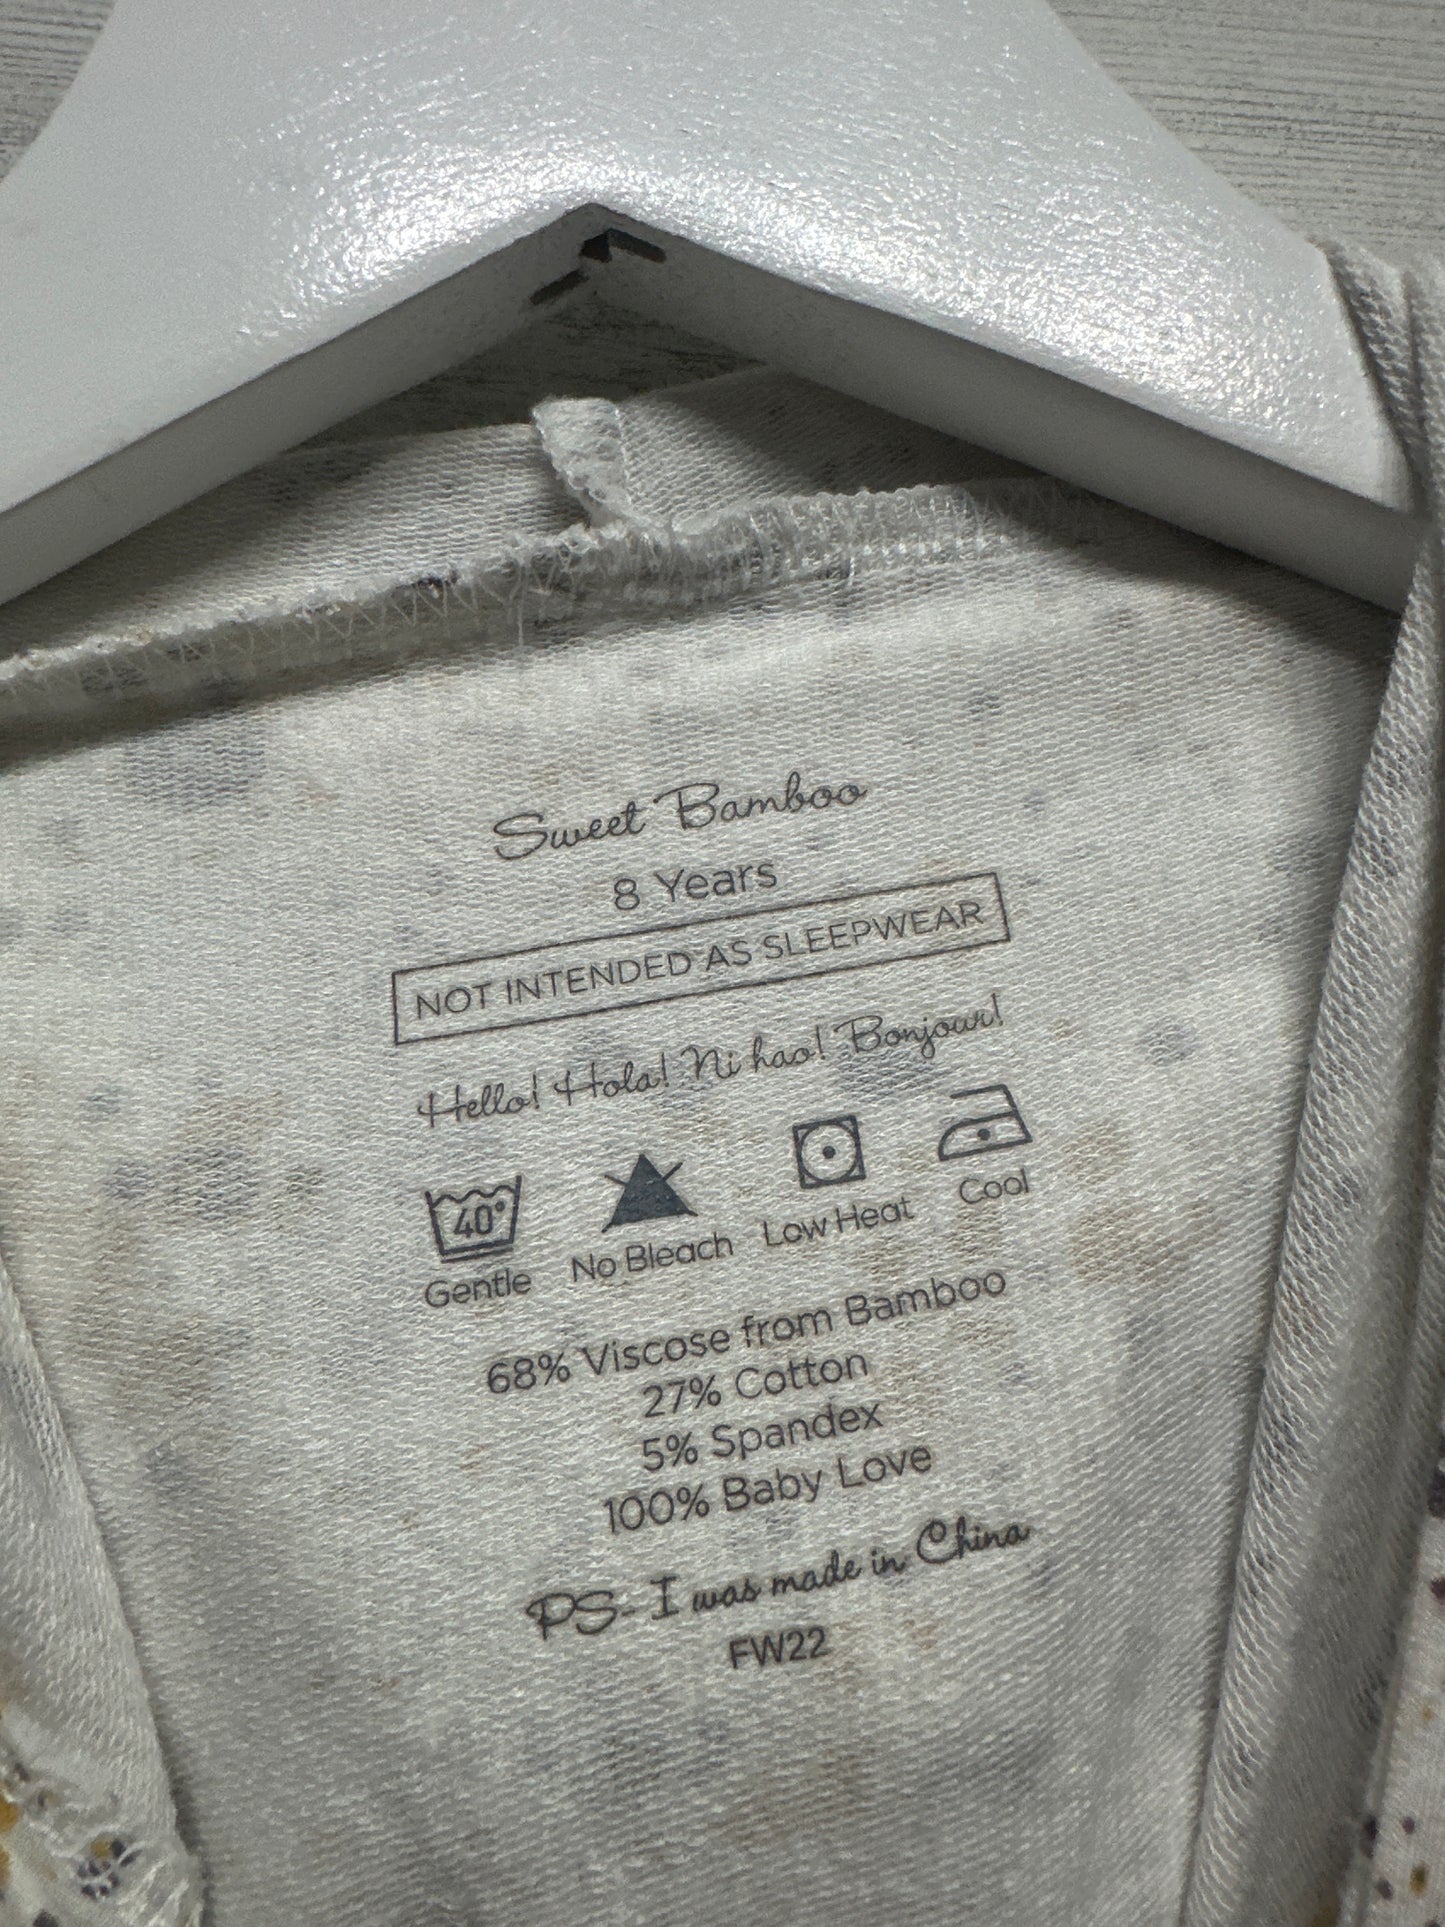 Sweet Bamboo
8 Years
NOT INTENDED AS SLEEPWEAR
Hello! Hola! Ni hao! Bonjour!
40°
Gentle No Bleach Low Heat Cool
68% Viscose from Bamboo
27% Cotton
5% Spandex
100% Baby Love
PS- I was made in China
FW22